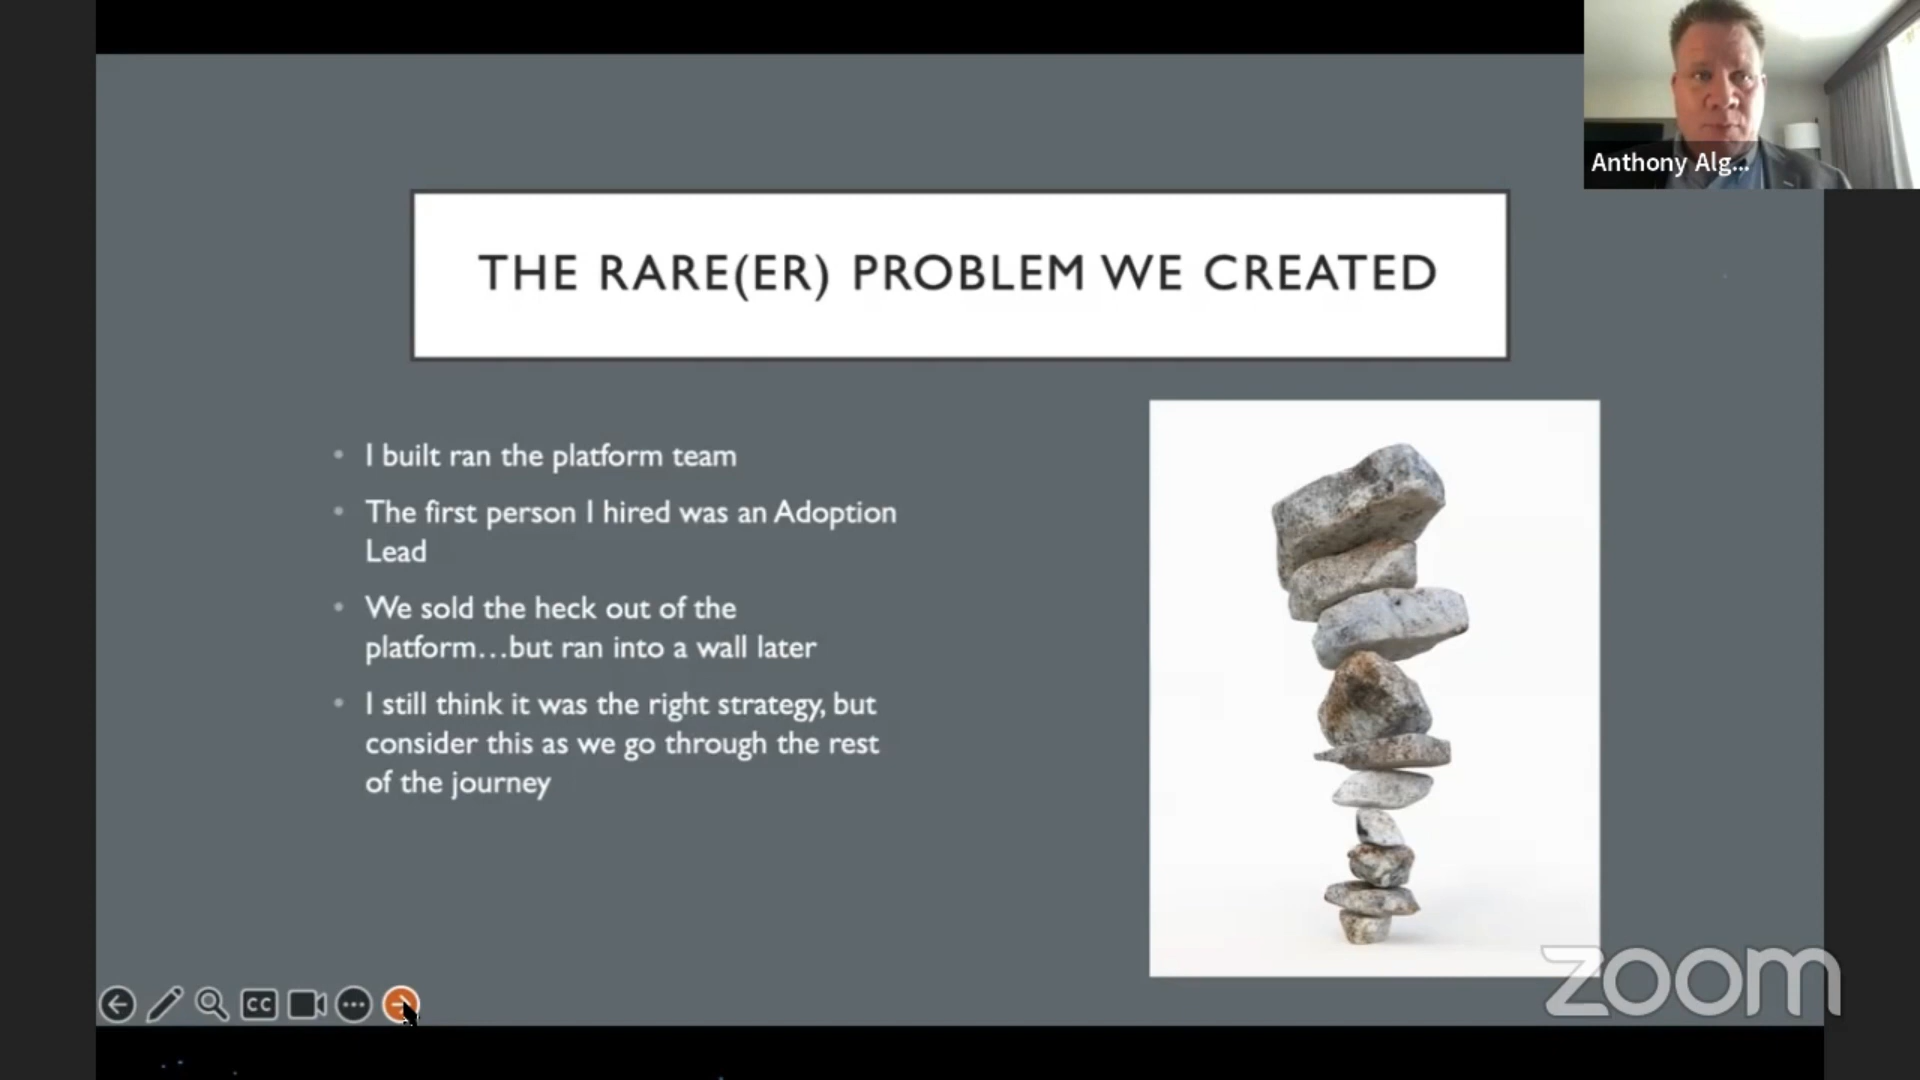 Anthony Alg...
THE RARE(ER) PROBLEM WE CREATED
• I built ran the platform team
• The first person I hired was an Adoption
Lead
• We sold the heck out of the
platform...but ran into a wall later
• I still think it was the right strategy, but
consider this as we go through the rest
of the journey
CC
zoom